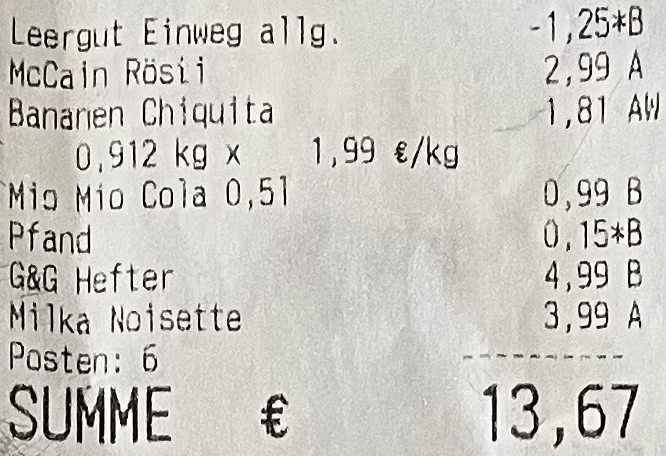 Leergut Einweg allg. -1,25*B
McCain Rösti 2,99 A
Bananen Chiquita 1,81 AW
0,912 kg x 1,99 €/kg
Mio Mio Cola 0,5l 0,99 B
Pfand 0,15*B
G&G Hefter 4,99 B
Milka Noisette 3,99 A
Posten: 6
SUMME € 13,67